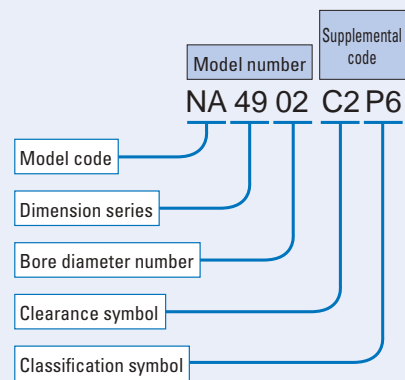 Supplemental
code
Model number
NA 49 02 C2 P6
Model code
Dimension series
Bore diameter number
Clearance symbol
Classification symbol